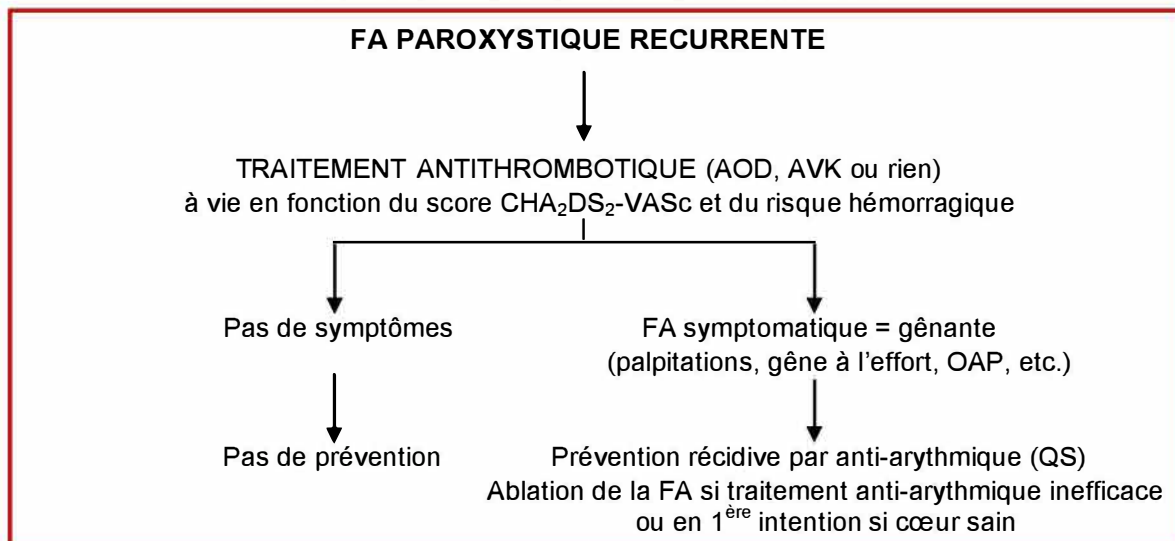 FA PAROXYSTIQUE RECURRENTE
TRAITEMENT ANTITHROMBOTIQUE (AOD, AVK ou rien)
à vie en fonction du score CHA₂DS₂-VASc et du risque hémorragique
Pas de symptômes
FA symptomatique = gênante
(palpitations, gêne à l’effort, OAP, etc.)
Pas de prévention
Prévention récidive par anti-arythmique (QS)
Ablation de la FA si traitement anti-arythmique inefficace
ou en 1ère intention si cœur sain